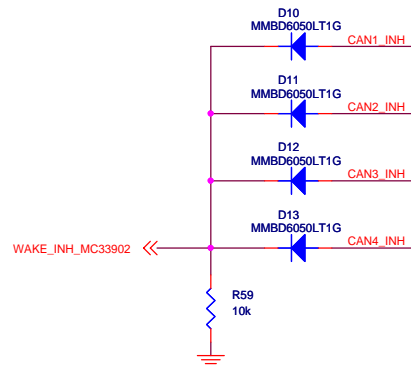 D10
MMBD6050LT1G
CAN1_INH
D11
MMBD6050LT1G
CAN2_INH
D12
MMBD6050LT1G
CAN3_INH
D13
MMBD6050LT1G
WAKE_INH_MC33902
CAN4_INH
R59
10k